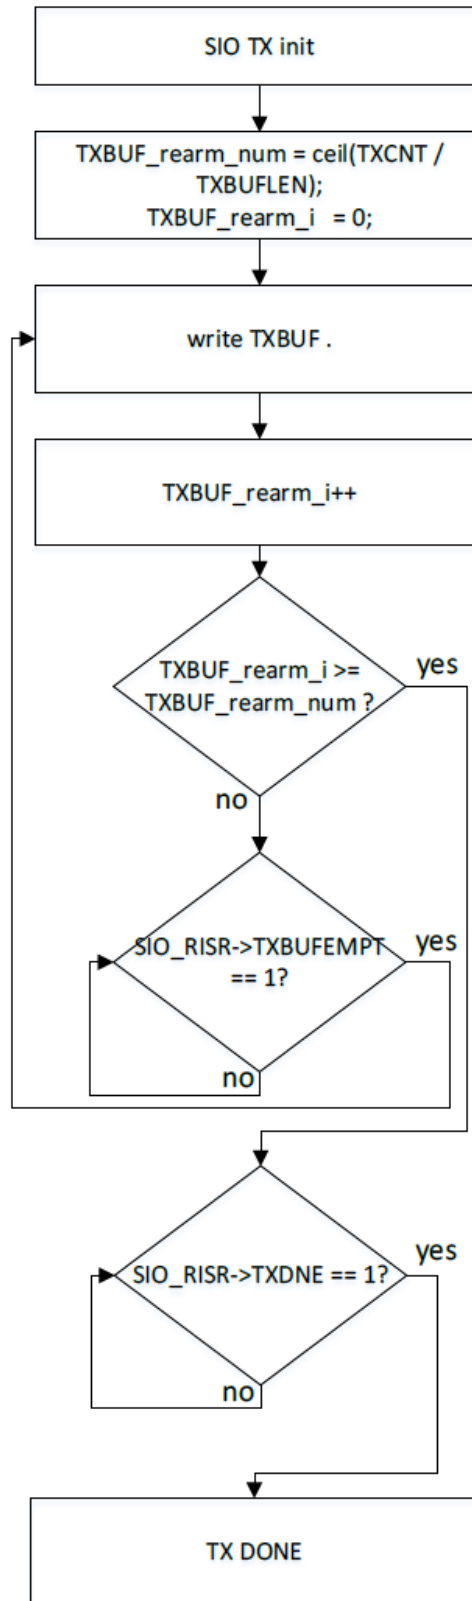 SIO TX init
TXBUF_rearm_num = ceil(TXCNT /
TXBUFLEN);
TXBUF_rearm_i = 0;
write TXBUF .
TXBUF_rearm_i++
TXBUF_rearm_i >=
TXBUF_rearm_num ?
yes
no
SIO_RISR->TXBUFEMPT
== 1?
yes
no
SIO_RISR->TXDNE == 1?
yes
no
TX DONE